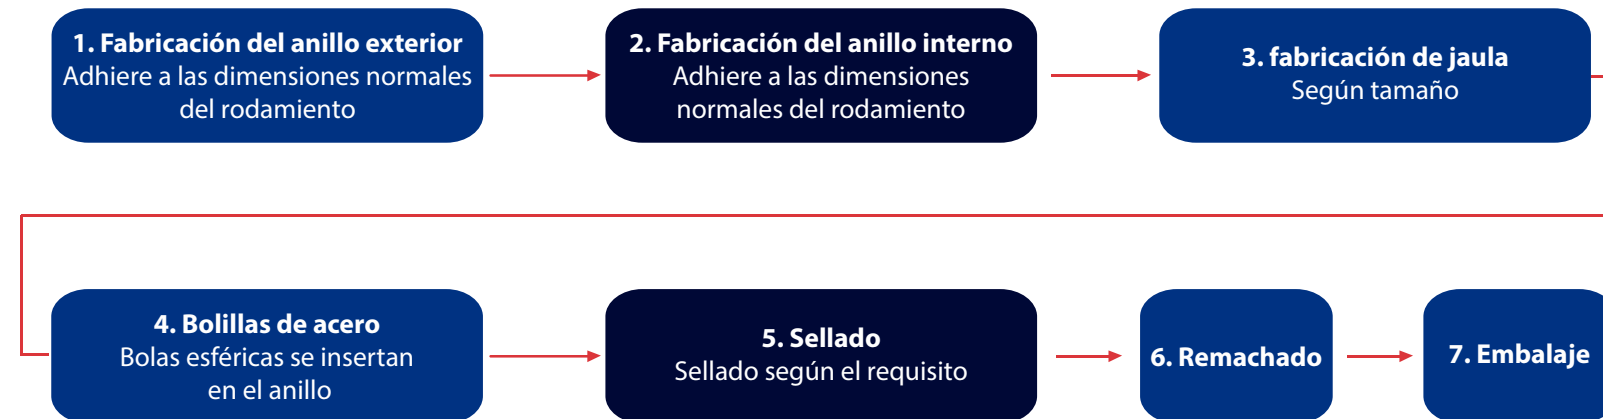 1. Fabricación del anillo exterior
Adhiere a las dimensiones normales
del rodamiento
2. Fabricación del anillo interno
Adhiere a las dimensiones
normales del rodamiento
3. fabricación de jaula
Según tamaño
4. Bolillas de acero
Bolas esféricas se insertan
en el anillo
5. Sellado
Sellado según el requisito
6. Remachado
7. Embalaje